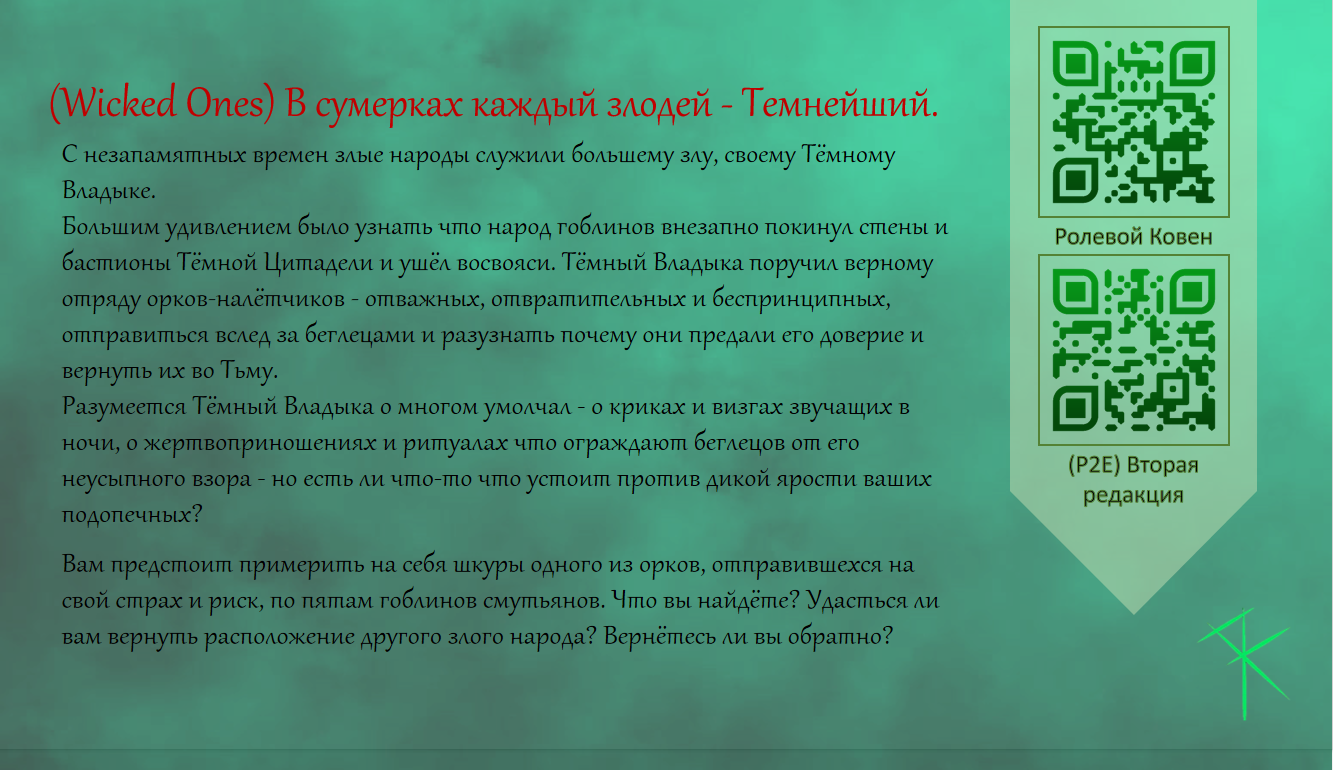 (Wicked Ones) В сумерках каждый злодей - Темнейший.
С незапамятных времен злые народы служили большему злу, своему Тёмному
Владыке.
Большим удивлением было узнать что народ гоблинов внезапно покинул стены и
бастионы Тёмной Цитадели и ушёл восвояси. Тёмный Владыка поручил верному
отряду орков-налётчиков - отважных, отвратительных и беспринципных,
отправиться вслед за беглецами и разузнать почему они предали его доверие и
вернуть их во Тьму.
Разумеется Тёмный Владыка о многом умолчал - о криках и визгах звучащих в
ночи, о жертвоприношениях и ритуалах что ограждают беглецов от его
неусыпного взора - но есть ли что-то что устоит против дикой ярости ваших
подопечных?
Вам предстоит примерить на себя шкуры одного из орков, отправившехся на
свой страх и риск, по пятам гоблинов смутьянов. Что вы найдёте? Удасться ли
вам вернуть расположение другого злого народа? Вернётесь ли вы обратно?
Ролевой Ковен
(P2E) Вторая
редакция